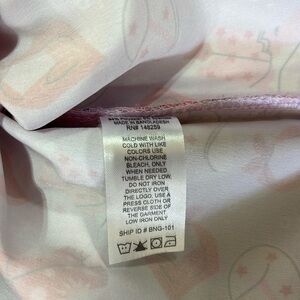 MADE IN BANGLADESH
RN# 148259
MACHINE WASH
COLD WITH LIKE
COLORS USE
NON-CHLORINE
BLEACH, ONLY
WHEN NEEDED
TUMBLE DRY LOW,
DO NOT IRON
DIRECTLY OVER
THE LOGO, USE A
PRESS CLOTH OR
REVERSE SIDE OF
THE GARMENT
LOW IRON ONLY
SHIP ID # BNG-101